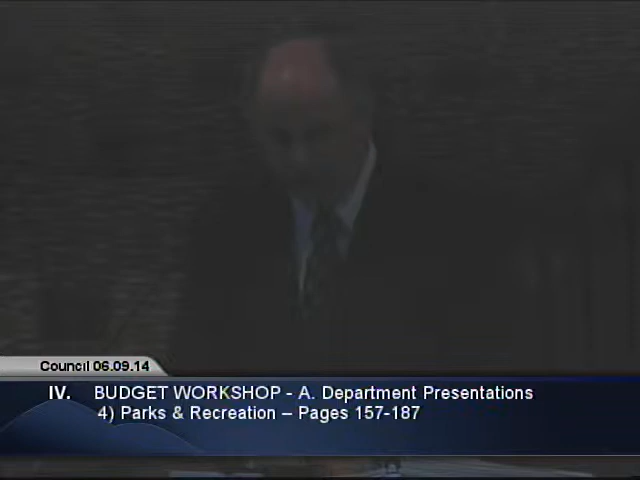 Council 06.09.14
IV. BUDGET WORKSHOP - A. Department Presentations
4) Parks & Recreation – Pages 157-187